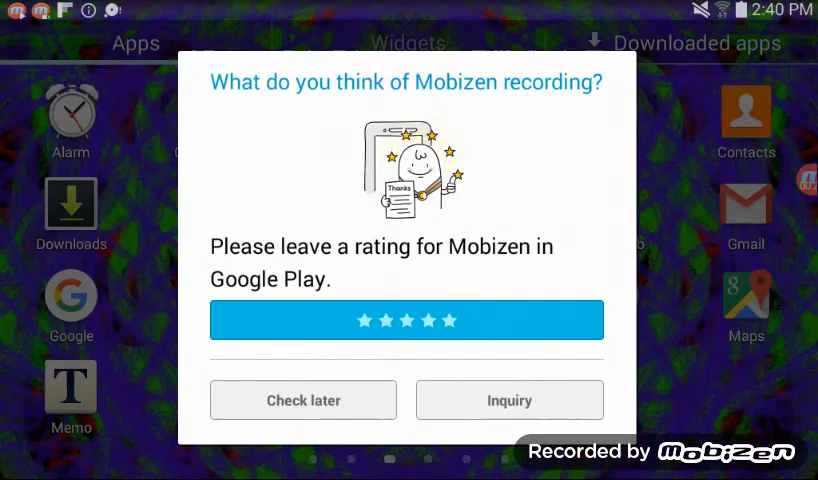 2:40 PM
Apps
Widgets
Downloaded apps
What do you think of Mobizen recording?
Thanks
Alarm
Contacts
Please leave a rating for Mobizen in
Google Play.
Downloads
Gmail
Google
Maps
Check later
Inquiry
T
Memo
Recorded by Mobizen